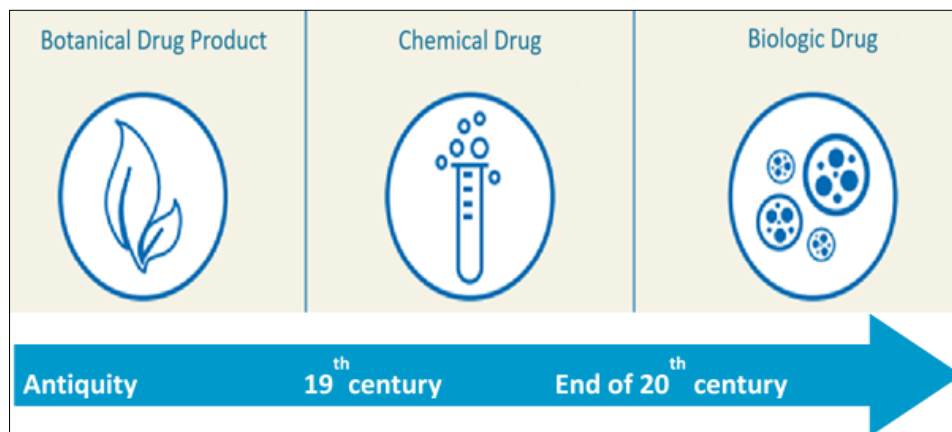 Botanical Drug Product
Chemical Drug
Biologic Drug
Antiquity
19th century
End of 20th century